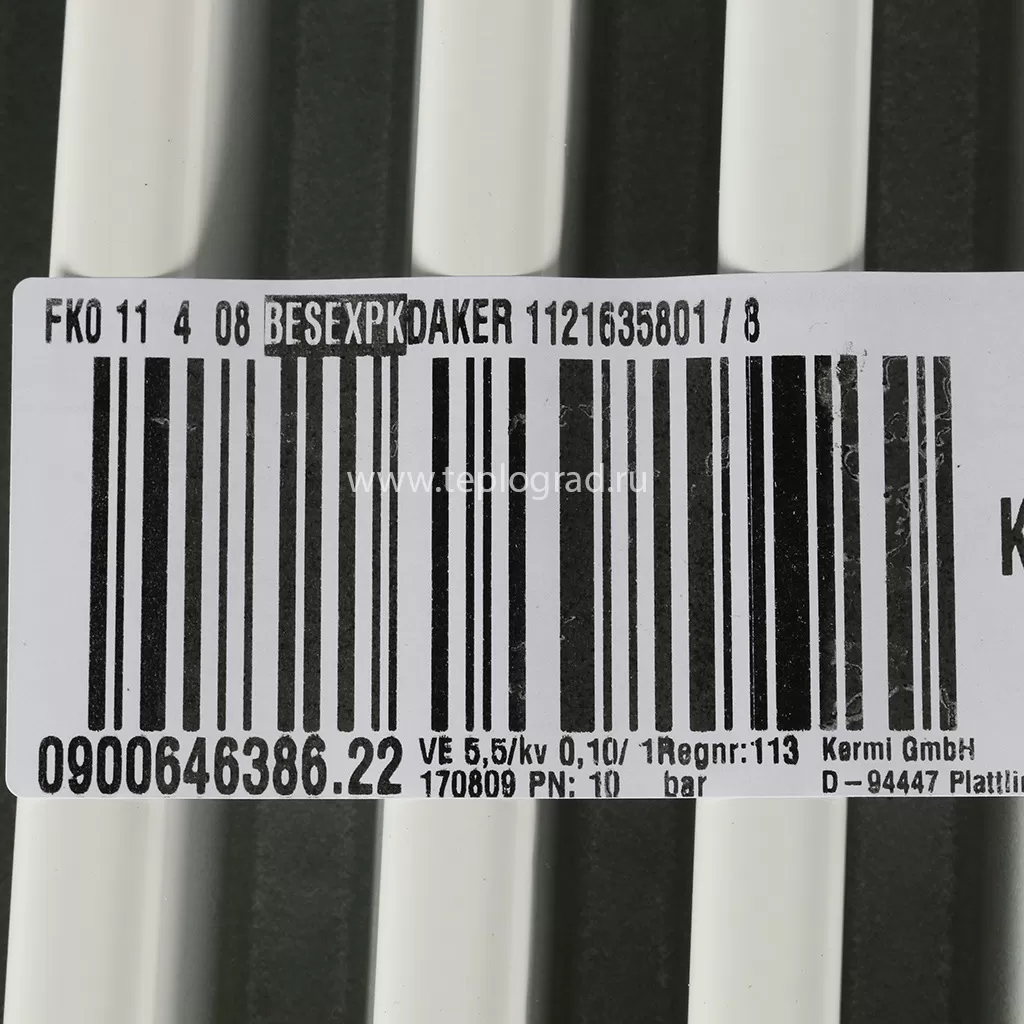 FK0 11 4 08 BESEXPKDAKER 1121635801 / 8
www.teplograd.ru
K
0900646386.22
VE 5,5/kv 0,10/ 1Regnr:113
170809 PN: 10 bar
Kermi GmbH
D-94447 Plattlin